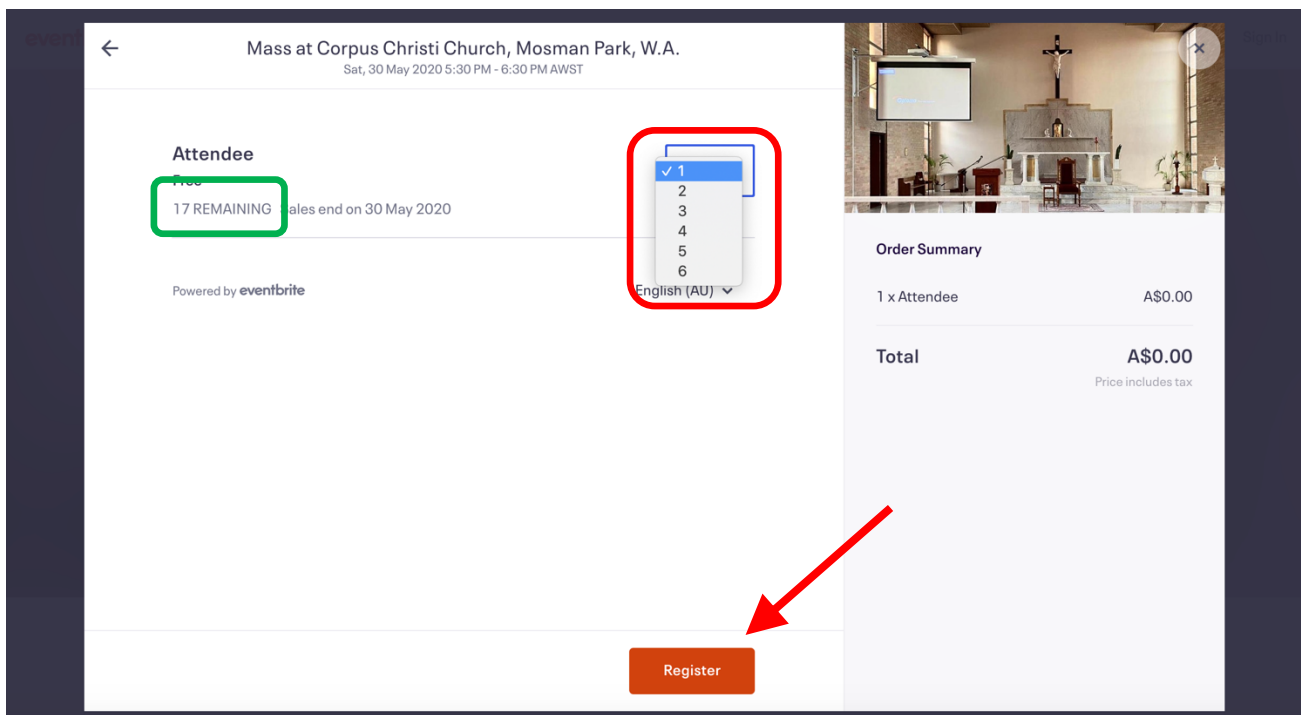 Mass at Corpus Christi Church, Mosman Park, W.A.
Sat, 30 May 2020 5:30 PM - 6:30 PM AWST
Attendee
Free
17 REMAINING Sales end on 30 May 2020
✓ 1
2
3
4
5
6
Powered by eventbrite
English (AU)
Register
Order Summary
1 x Attendee A$0.00
Total A$0.00
Price includes tax